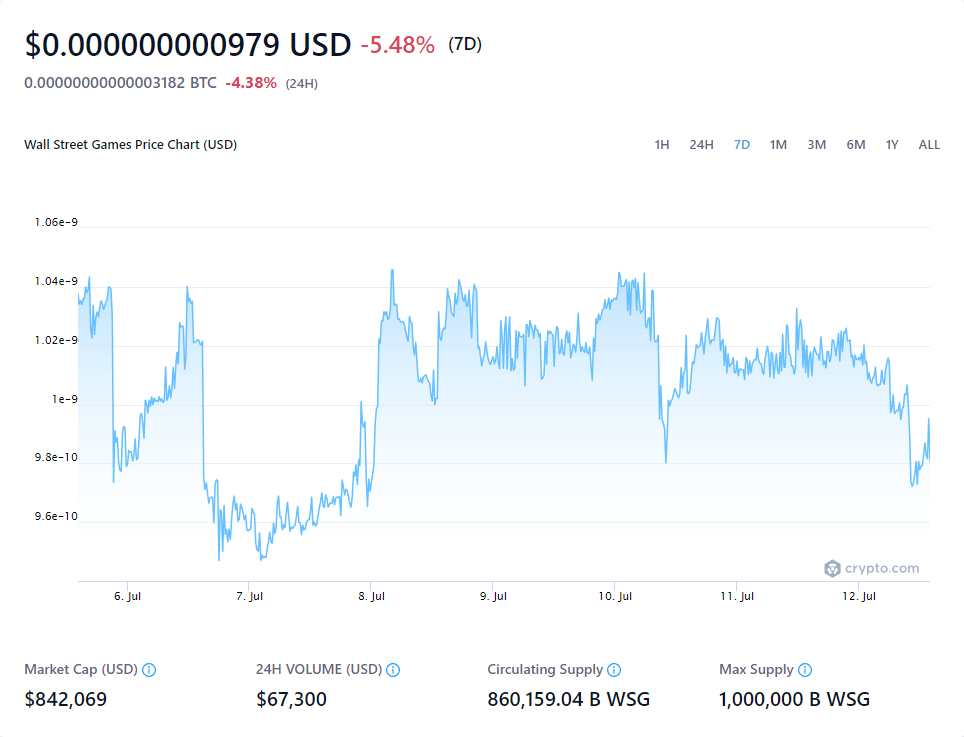 $0.000000000979 USD -5.48% (7D)
0.00000000000003182 BTC -4.38% (24H)
Wall Street Games Price Chart (USD) 1H 24H 7D 1M 3M 6M 1Y ALL
1.06e-9
1.04e-9
1.02e-9
1e-9
9.8e-10
9.6e-10
crypto.com
6. Jul 7. Jul 8. Jul 9. Jul 10. Jul 11. Jul 12. Jul
Market Cap (USD) 24H VOLUME (USD) Circulating Supply Max Supply
$842,069 $67,300 860,159.04 B WSG 1,000,000 B WSG